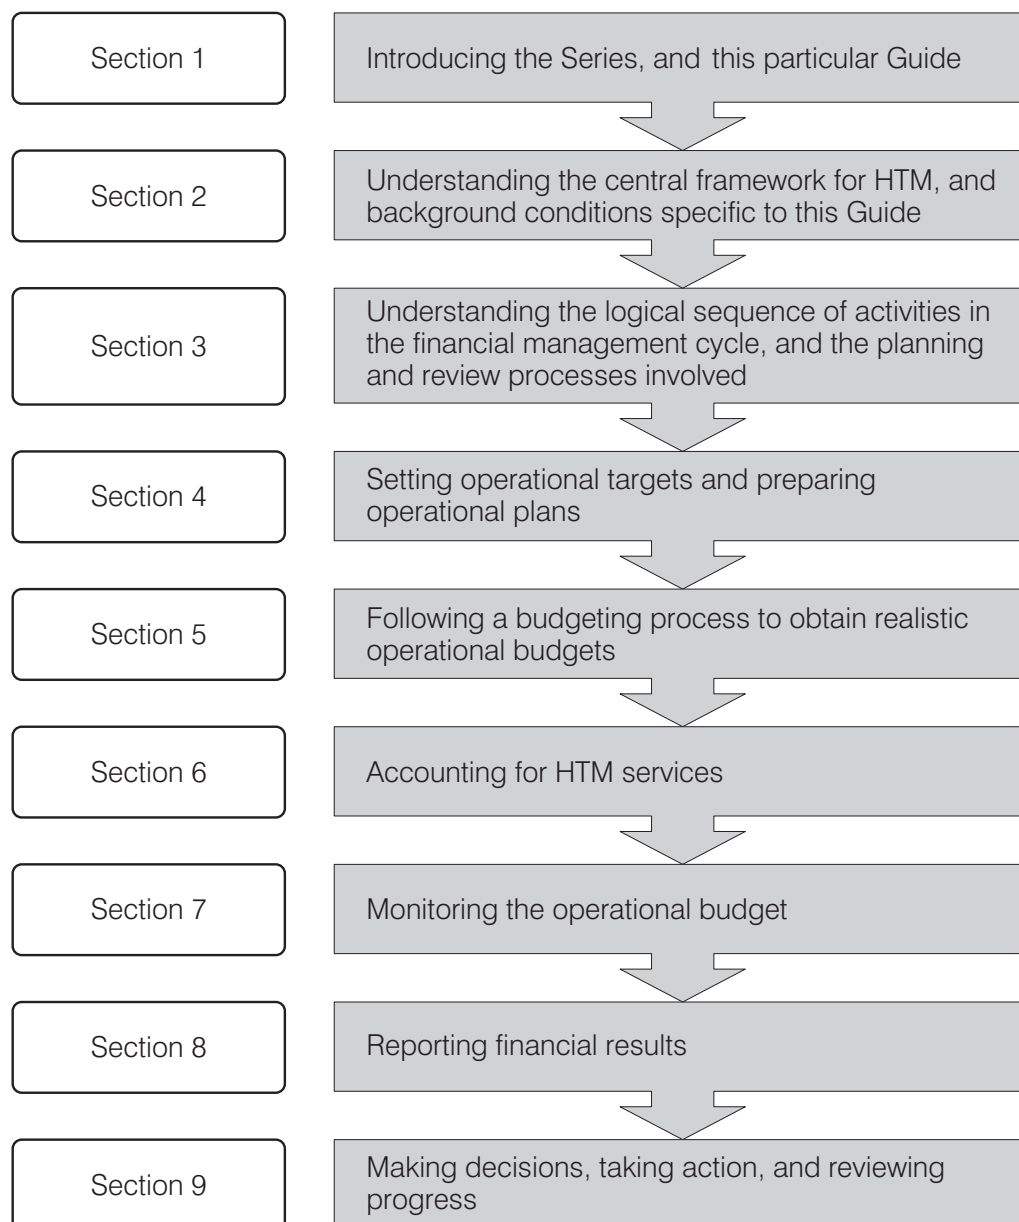 Section 1
Introducing the Series, and this particular Guide
Section 2
Understanding the central framework for HTM, and
background conditions specific to this Guide
Section 3
Understanding the logical sequence of activities in
the financial management cycle, and the planning
and review processes involved
Section 4
Setting operational targets and preparing
operational plans
Section 5
Following a budgeting process to obtain realistic
operational budgets
Section 6
Accounting for HTM services
Section 7
Monitoring the operational budget
Section 8
Reporting financial results
Section 9
Making decisions, taking action, and reviewing
progress